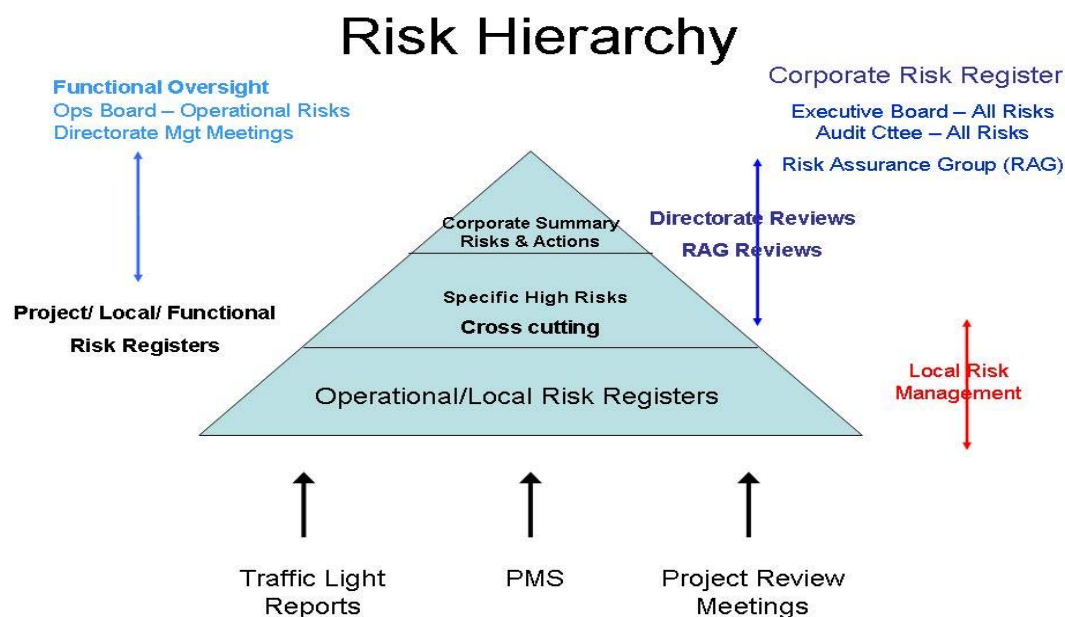 Risk Hierarchy
Functional Oversight
Ops Board – Operational Risks
Directorate Mgt Meetings
Corporate Risk Register
Executive Board – All Risks
Audit Cttee – All Risks
Risk Assurance Group (RAG)
Corporate Summary
Risks & Actions
Directorate Reviews
RAG Reviews
Specific High Risks
Cross cutting
Project/ Local/ Functional
Risk Registers
Operational/Local Risk Registers
Local Risk
Management
Traffic Light
Reports
PMS
Project Review
Meetings